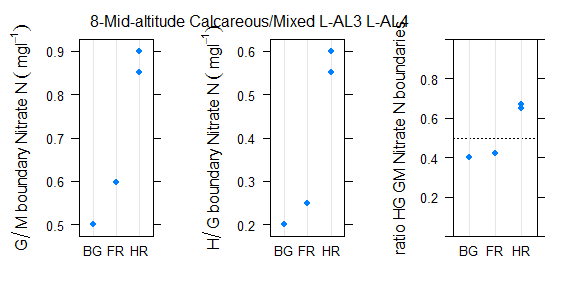 8-Mid-altitude Calcareous/Mixed L-AL3 L-AL4
G/M boundary Nitrate N ( mgl⁻¹)
0.9
0.8
0.7
0.6
0.5
BG FR HR
H/G boundary Nitrate N ( mgl⁻¹)
0.6
0.5
0.4
0.3
0.2
BG FR HR
ratio HG GM Nitrate N boundaries
0.8
0.6
0.4
0.2
BG FR HR